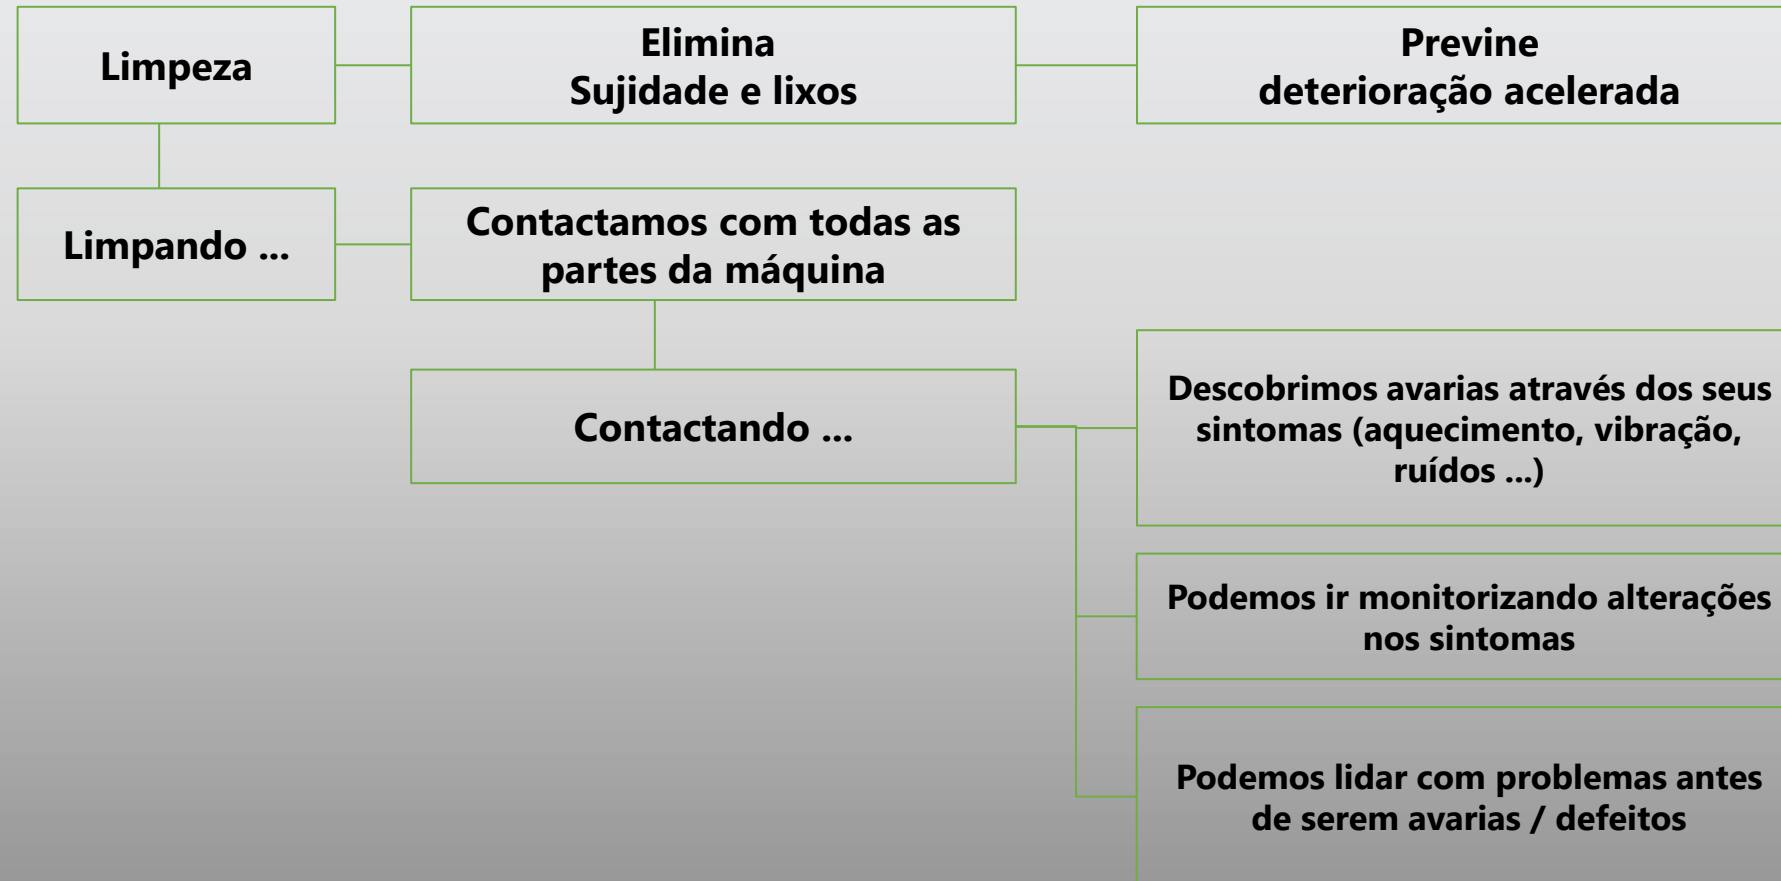 Limpeza
Elimina
Sujidade e lixos
Previne
deterioração acelerada
Limpando ...
Contactamos com todas as
partes da máquina
Contactando ...
Descobrimos avarias através dos seus
sintomas (aquecimento, vibração,
ruídos ...)
Podemos ir monitorizando alterações
nos sintomas
Podemos lidar com problemas antes
de serem avarias / defeitos